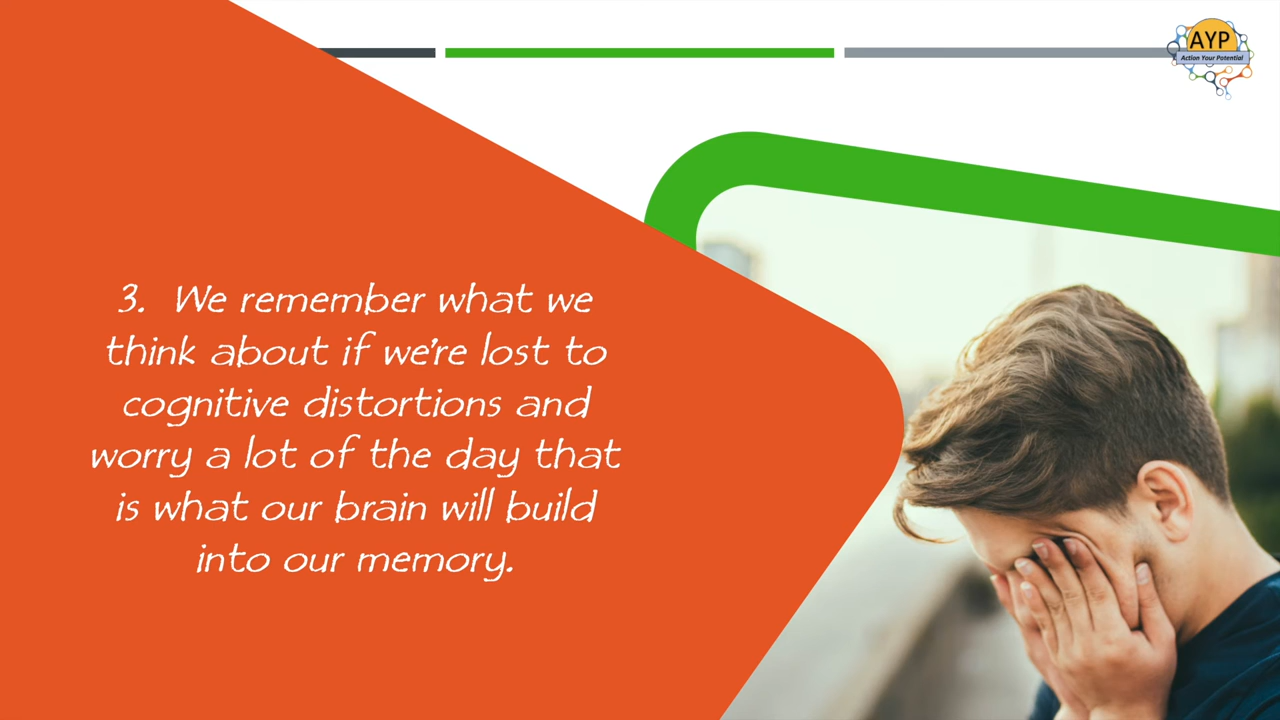 AYP
Action Your Potential
3. We remember what we
think about if we're lost to
cognitive distortions and
worry a lot of the day that
is what our brain will build
into our memory.